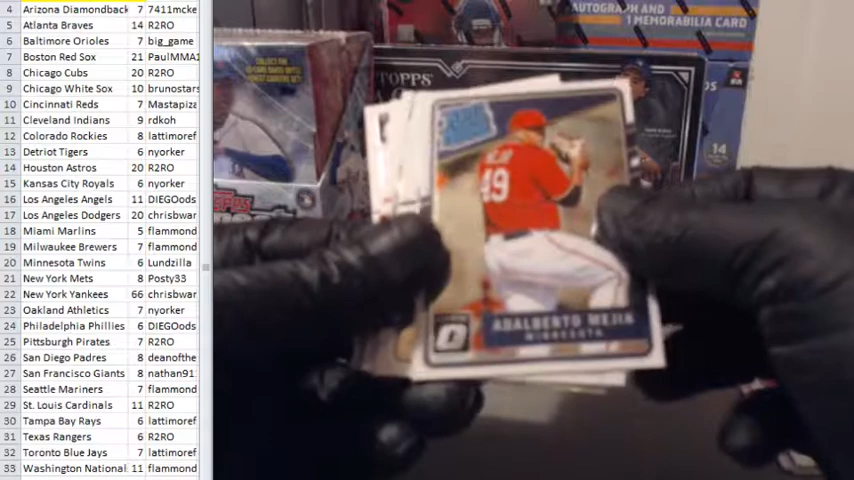 4 Arizona Diamondback 7 7411mcke
5 Atlanta Braves 14 R2RO
6 Baltimore Orioles 7 big_game
7 Boston Red Sox 21 PaulMMA1
8 Chicago Cubs 20 R2RO
9 Chicago White Sox 10 brunostars
10 Cincinnati Reds 7 Mastapiza
11 Cleveland Indians 9 rdkoh
12 Colorado Rockies 8 lattimoref
13 Detriot Tigers 6 nyorker
14 Houston Astros 20 R2RO
15 Kansas City Royals 6 nyorker
16 Los Angeles Angels 11 DIEGOods
17 Los Angeles Dodgers 20 chrisbwar
18 Miami Marlins 5 flammond
19 Milwaukee Brewers 7 flammond
20 Minnesota Twins 6 Lundzilla
21 New York Mets 8 Posty33
22 New York Yankees 66 chrisbwar
23 Oakland Athletics 7 nyorker
24 Philadelphia Phillies 6 DIEGOods
25 Pittsburgh Pirates 7 R2RO
26 San Diego Padres 8 deanofthe
27 San Francisco Giants 8 nathan91
28 Seattle Mariners 7 flammond
29 St. Louis Cardinals 11 R2RO
30 Tampa Bay Rays 6 lattimoref
31 Texas Rangers 6 R2RO
32 Toronto Blue Jays 7 lattimoref
33 Washington National 11 flammond
AUTOGRAPH AND
1 MEMORABILIA CARD
TOPPS
14
49
ADALBERTO MEJIA
MINNESOTA